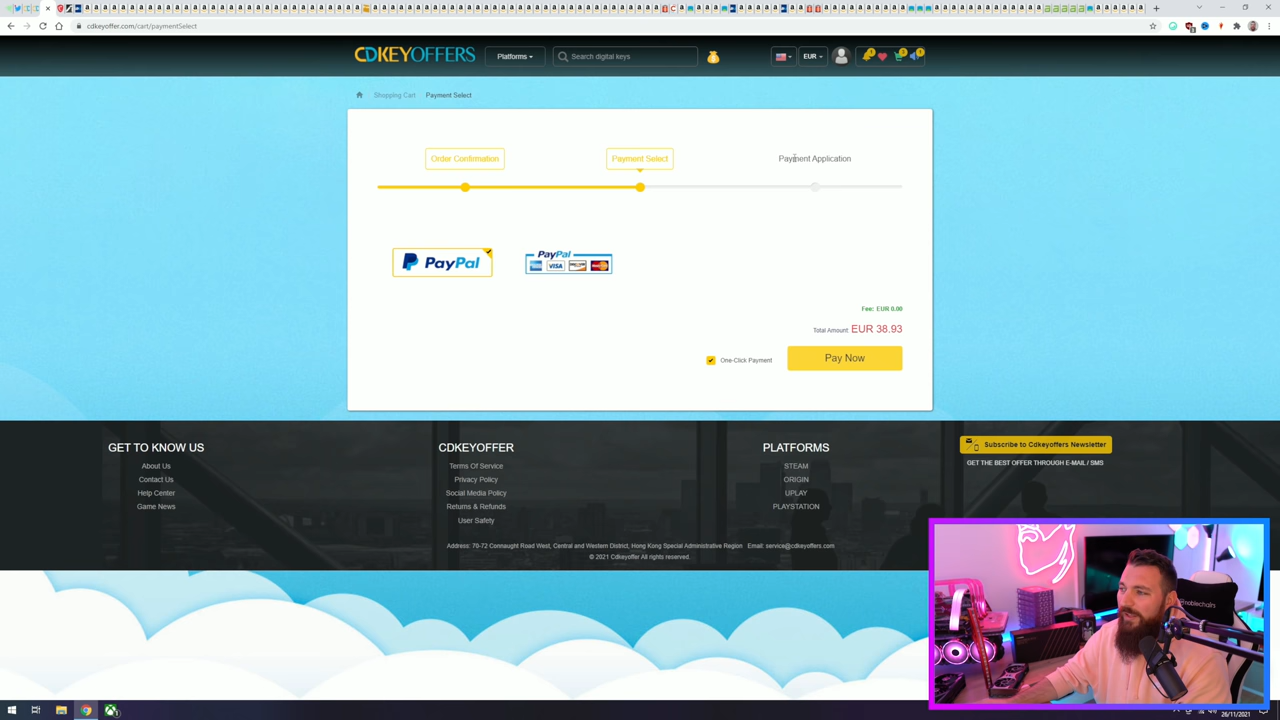 cdkeyoffer.com/cart/paymentSelect
CDKEYOFFERS
Platforms
Search digital keys
EUR
Shopping Cart
Payment Select
Order Confirmation
Payment Select
Payment Application
PayPal
PayPal
VISA
Fee: EUR 0.00
Total Amount EUR 38.93
One-Click Payment
Pay Now
GET TO KNOW US
About Us
Contact Us
Help Center
Game News
CDKEYOFFER
Terms Of Service
Privacy Policy
Social Media Policy
Returns & Refunds
User Safety
PLATFORMS
STEAM
ORIGIN
UPLAY
PLAYSTATION
Subscribe to Cdkeyoffers Newsletter
GET THE BEST OFFER THROUGH E-MAIL / SMS
Address: 70-72 Connaught Road West, Central and Western District, Hong Kong Special Administrative Region Email: service@cdkeyoffers.com
© 2021 Cdkeyoffer All rights reserved.
noblechairs
26/11/2021